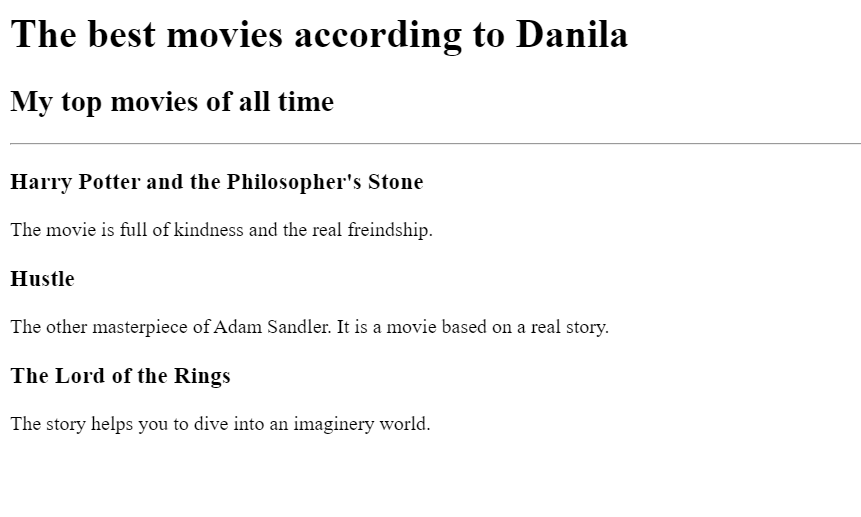 The best movies according to Danila
My top movies of all time
Harry Potter and the Philosopher's Stone
The movie is full of kindness and the real freindship.
Hustle
The other masterpiece of Adam Sandler. It is a movie based on a real story.
The Lord of the Rings
The story helps you to dive into an imaginery world.